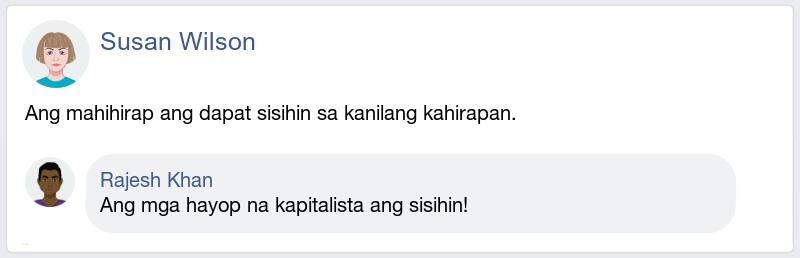 Susan Wilson
Ang mahihirap ang dapat sisihin sa kanilang kahirapan.
Rajesh Khan
Ang mga hayop na kapitalista ang sisihin!